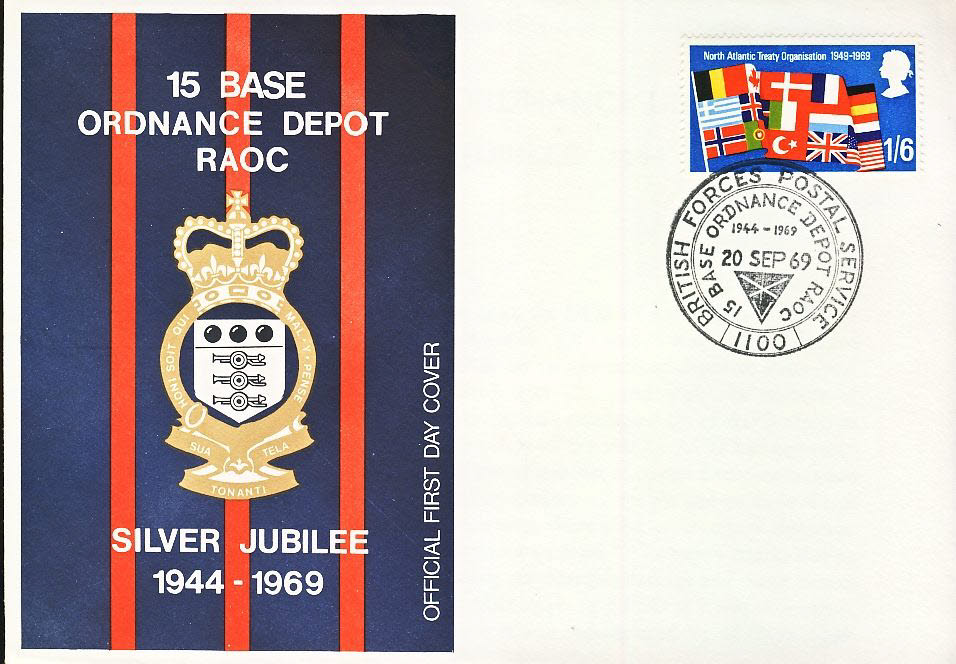 15 BASE
ORDNANCE DEPOT
RAOC
HONI SOIT QUI MAL·Y·PENSE
SUA TELA
TONANTI
SILVER JUBILEE
1944-1969
OFFICIAL FIRST DAY COVER
North Atlantic Treaty Organisation 1949-1969
1/6
BRITISH FORCES POSTAL SERVICE
15 BASE ORDNANCE DEPOT RAOC
1944-1969
20 SEP 69
1100